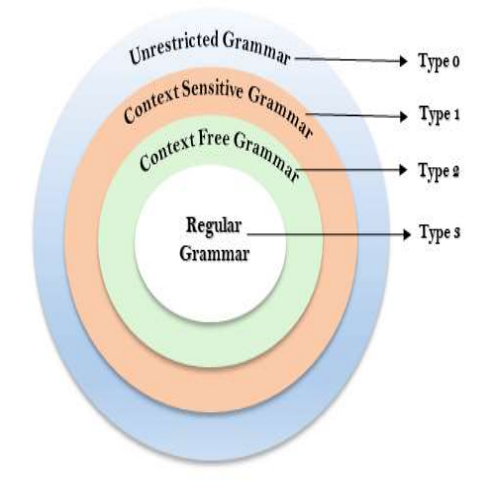 Unrestricted Grammar
Type 0
Context Sensitive Grammar
Type 1
Context Free Grammar
Type 2
Regular
Grammar
Type 3